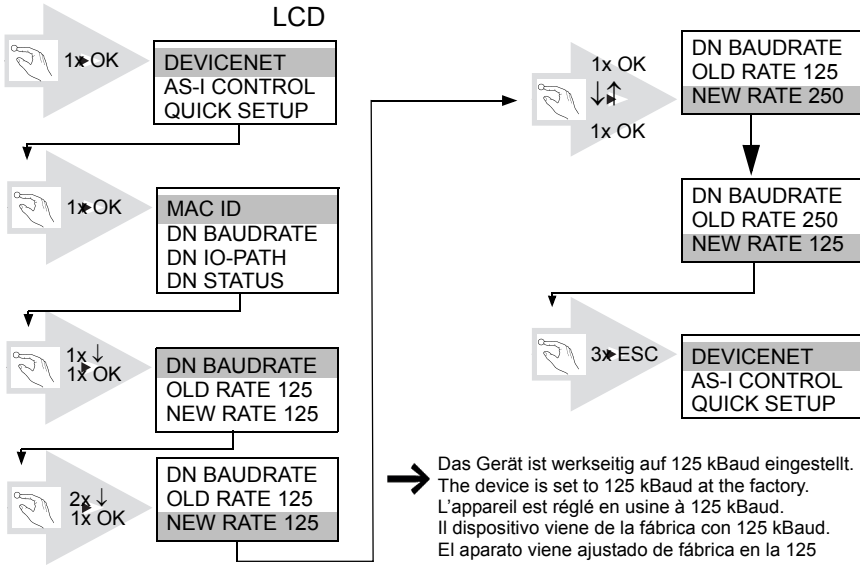 LCD
1x OK
DEVICENET
AS-I CONTROL
QUICK SETUP
1x OK
MAC ID
DN BAUDRATE
DN IO-PATH
DN STATUS
1x ↓
1x OK
DN BAUDRATE
OLD RATE 125
NEW RATE 125
2x ↓
1x OK
DN BAUDRATE
OLD RATE 125
NEW RATE 125
1x OK
↓↑
1x OK
DN BAUDRATE
OLD RATE 125
NEW RATE 250
DN BAUDRATE
OLD RATE 250
NEW RATE 125
3x ESC
DEVICENET
AS-I CONTROL
QUICK SETUP
Das Gerät ist werkseitig auf 125 kBaud eingestellt.
The device is set to 125 kBaud at the factory.
L'appareil est réglé en usine à 125 kBaud.
Il dispositivo viene de la fábrica con 125 kBaud.
El aparato viene ajustado de fábrica en la 125